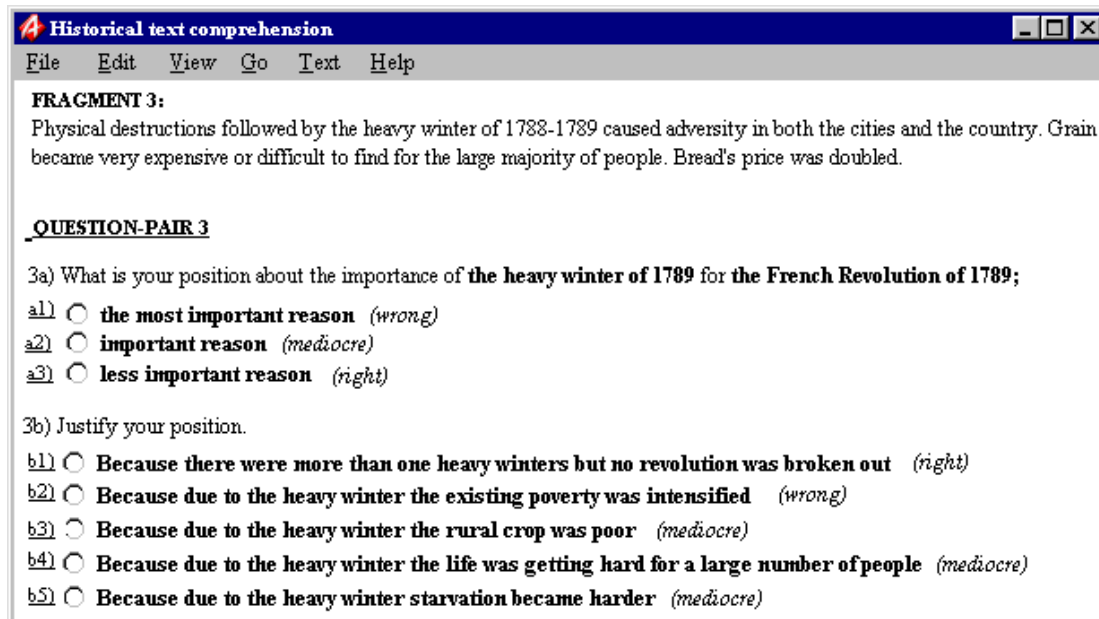 Historical text comprehension
File Edit View Go Text Help
FRAGMENT 3:
Physical destructions followed by the heavy winter of 1788-1789 caused adversity in both the cities and the country. Grain
became very expensive or difficult to find for the large majority of people. Bread's price was doubled.
QUESTION-PAIR 3
3a) What is your position about the importance of the heavy winter of 1789 for the French Revolution of 1789;
a1) the most important reason (wrong)
a2) important reason (mediocre)
a3) less important reason (right)
3b) Justify your position.
b1) Because there were more than one heavy winters but no revolution was broken out (right)
b2) Because due to the heavy winter the existing poverty was intensified (wrong)
b3) Because due to the heavy winter the rural crop was poor (mediocre)
b4) Because due to the heavy winter the life was getting hard for a large number of people (mediocre)
b5) Because due to the heavy winter starvation became harder (mediocre)